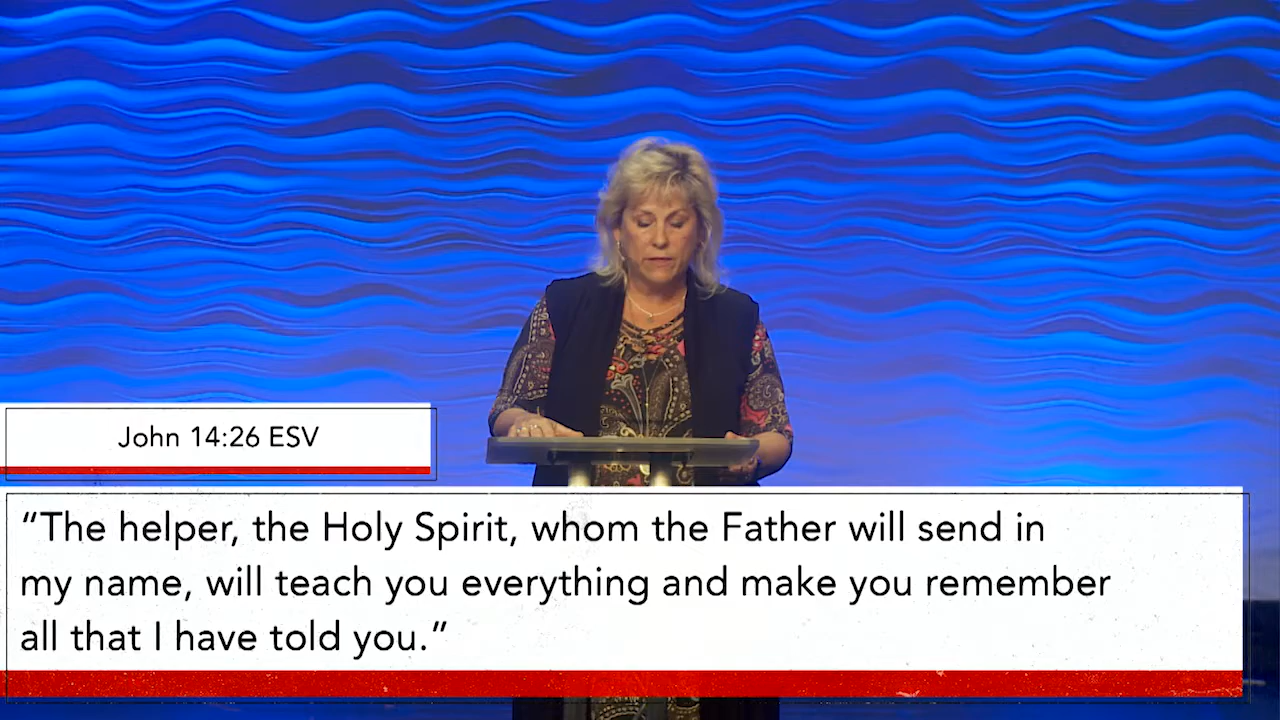 John 14:26 ESV
“The helper, the Holy Spirit, whom the Father will send in
my name, will teach you everything and make you remember
all that I have told you.”